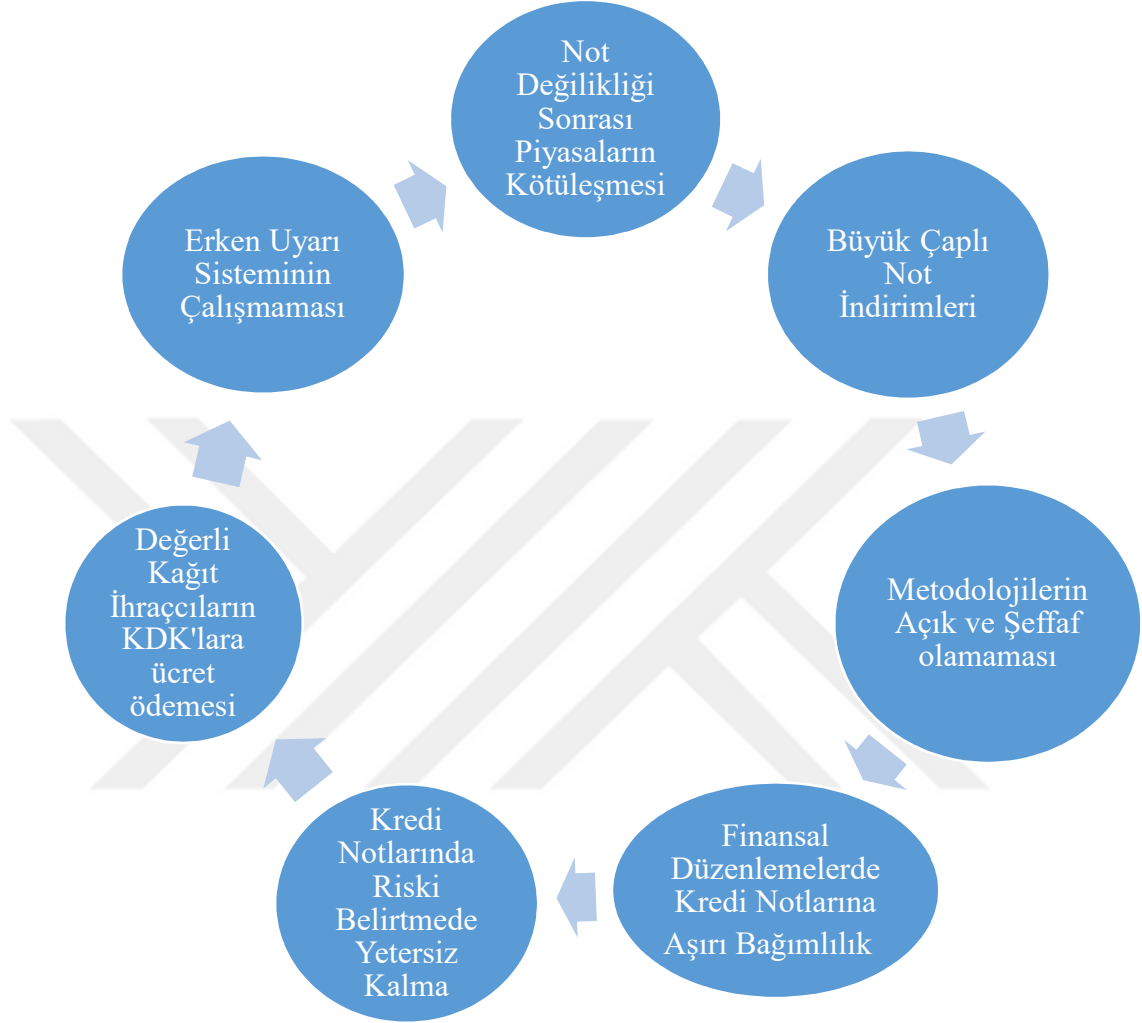 Not
Değilikliği
Sonrası
Piyasaların
Kötüleşmesi
Büyük Çaplı
Not
İndirimleri
Metodolojilerin
Açık ve Şeffaf
olamaması
Finansal
Düzenlemelerde
Kredi Notlarına
Aşırı Bağımlılık
Kredi
Notlarında
Riski
Belirtmede
Yetersiz
Kalma
Değerli
Kağıt
İhraçcıların
KDK'lara
ücret
ödemesi
Erken Uyarı
Sisteminin
Çalışmaması